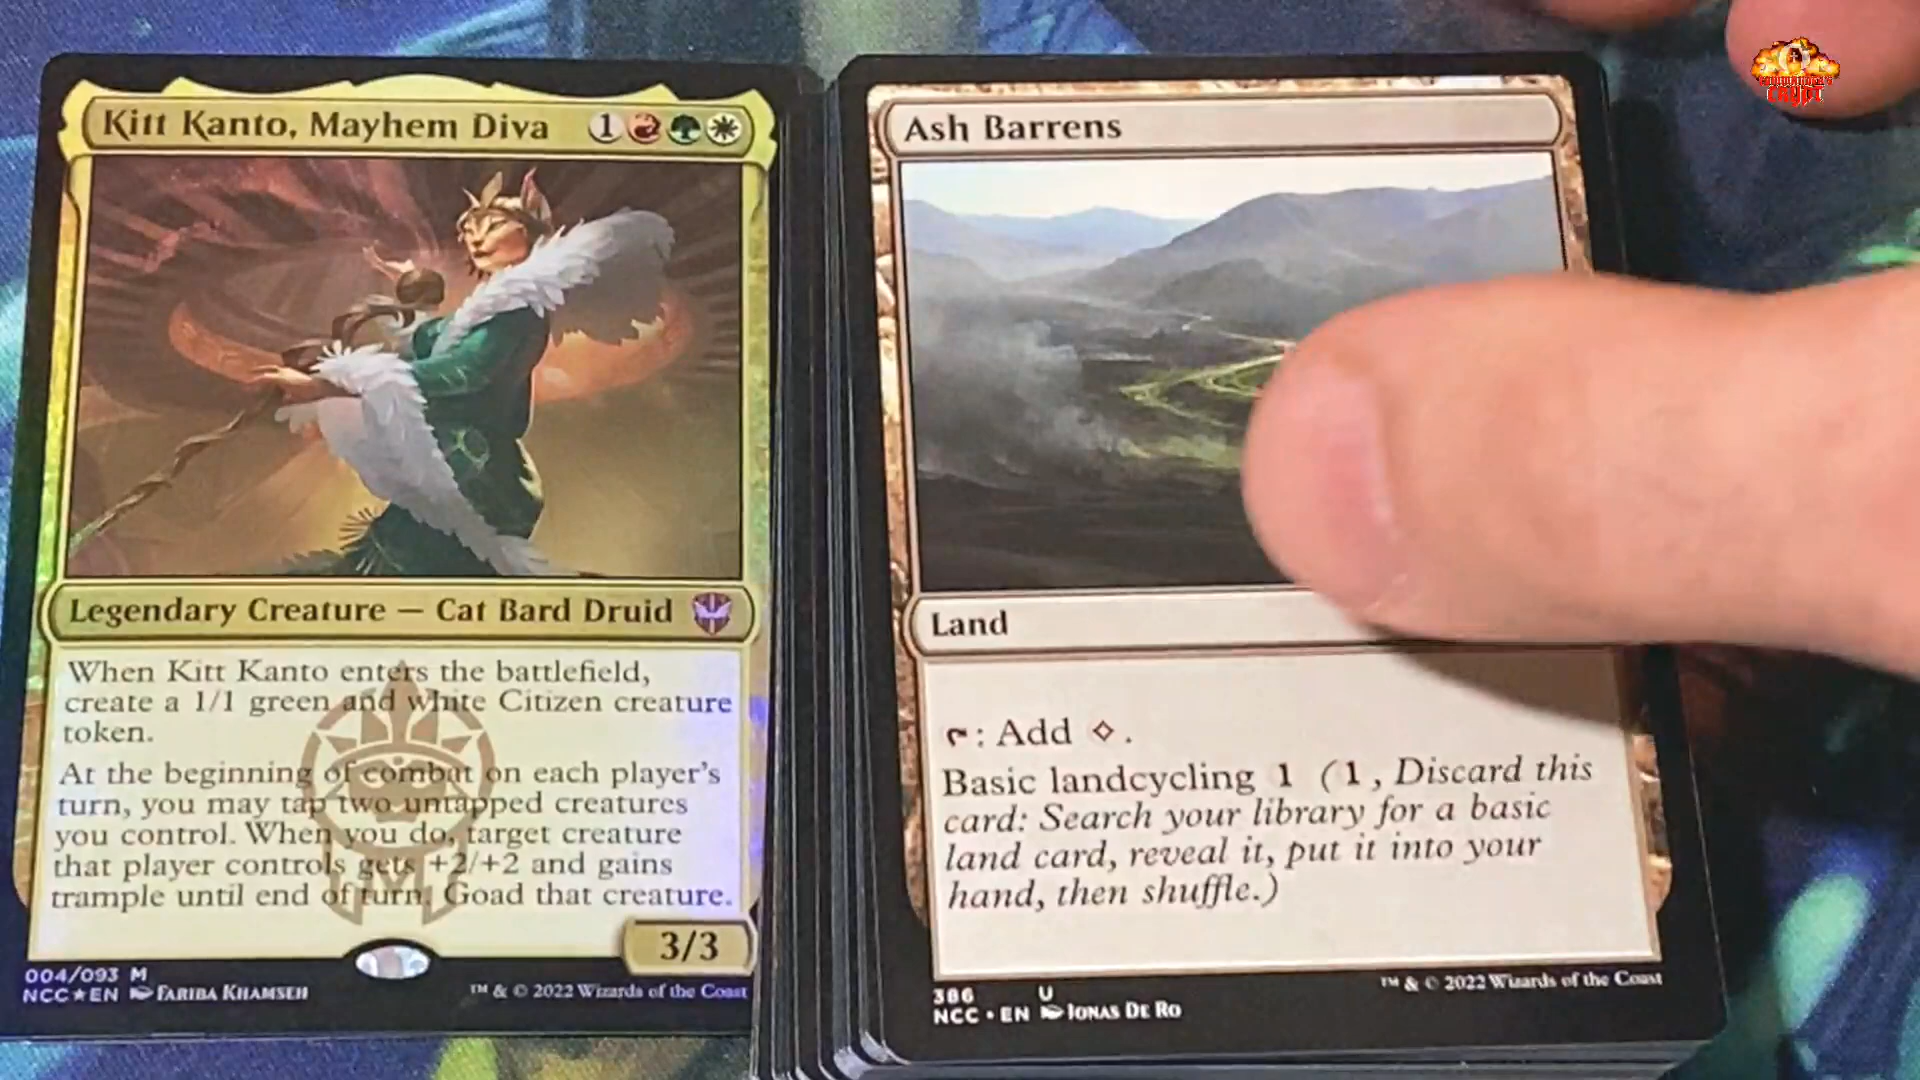 Kitt Kanto, Mayhem Diva 1
Legendary Creature — Cat Bard Druid
When Kitt Kanto enters the battlefield,
create a 1/1 green and white Citizen creature
token.
At the beginning of combat on each player's
turn, you may tap two untapped creatures
you control. When you do, target creature
that player controls gets +2/+2 and gains
trample until end of turn. Goad that creature.
3/3
004/093 M
NCC★EN FARIBA KHAMSEH
™ & © 2022 Wizards of the Coast
Ash Barrens
Land
: Add .
Basic landcycling 1 (1, Discard this
card: Search your library for a basic
land card, reveal it, put it into your
hand, then shuffle.)
386 U
NCC • EN JONAS DE RO
™ & © 2022 Wizards of the Coast
CRYPT